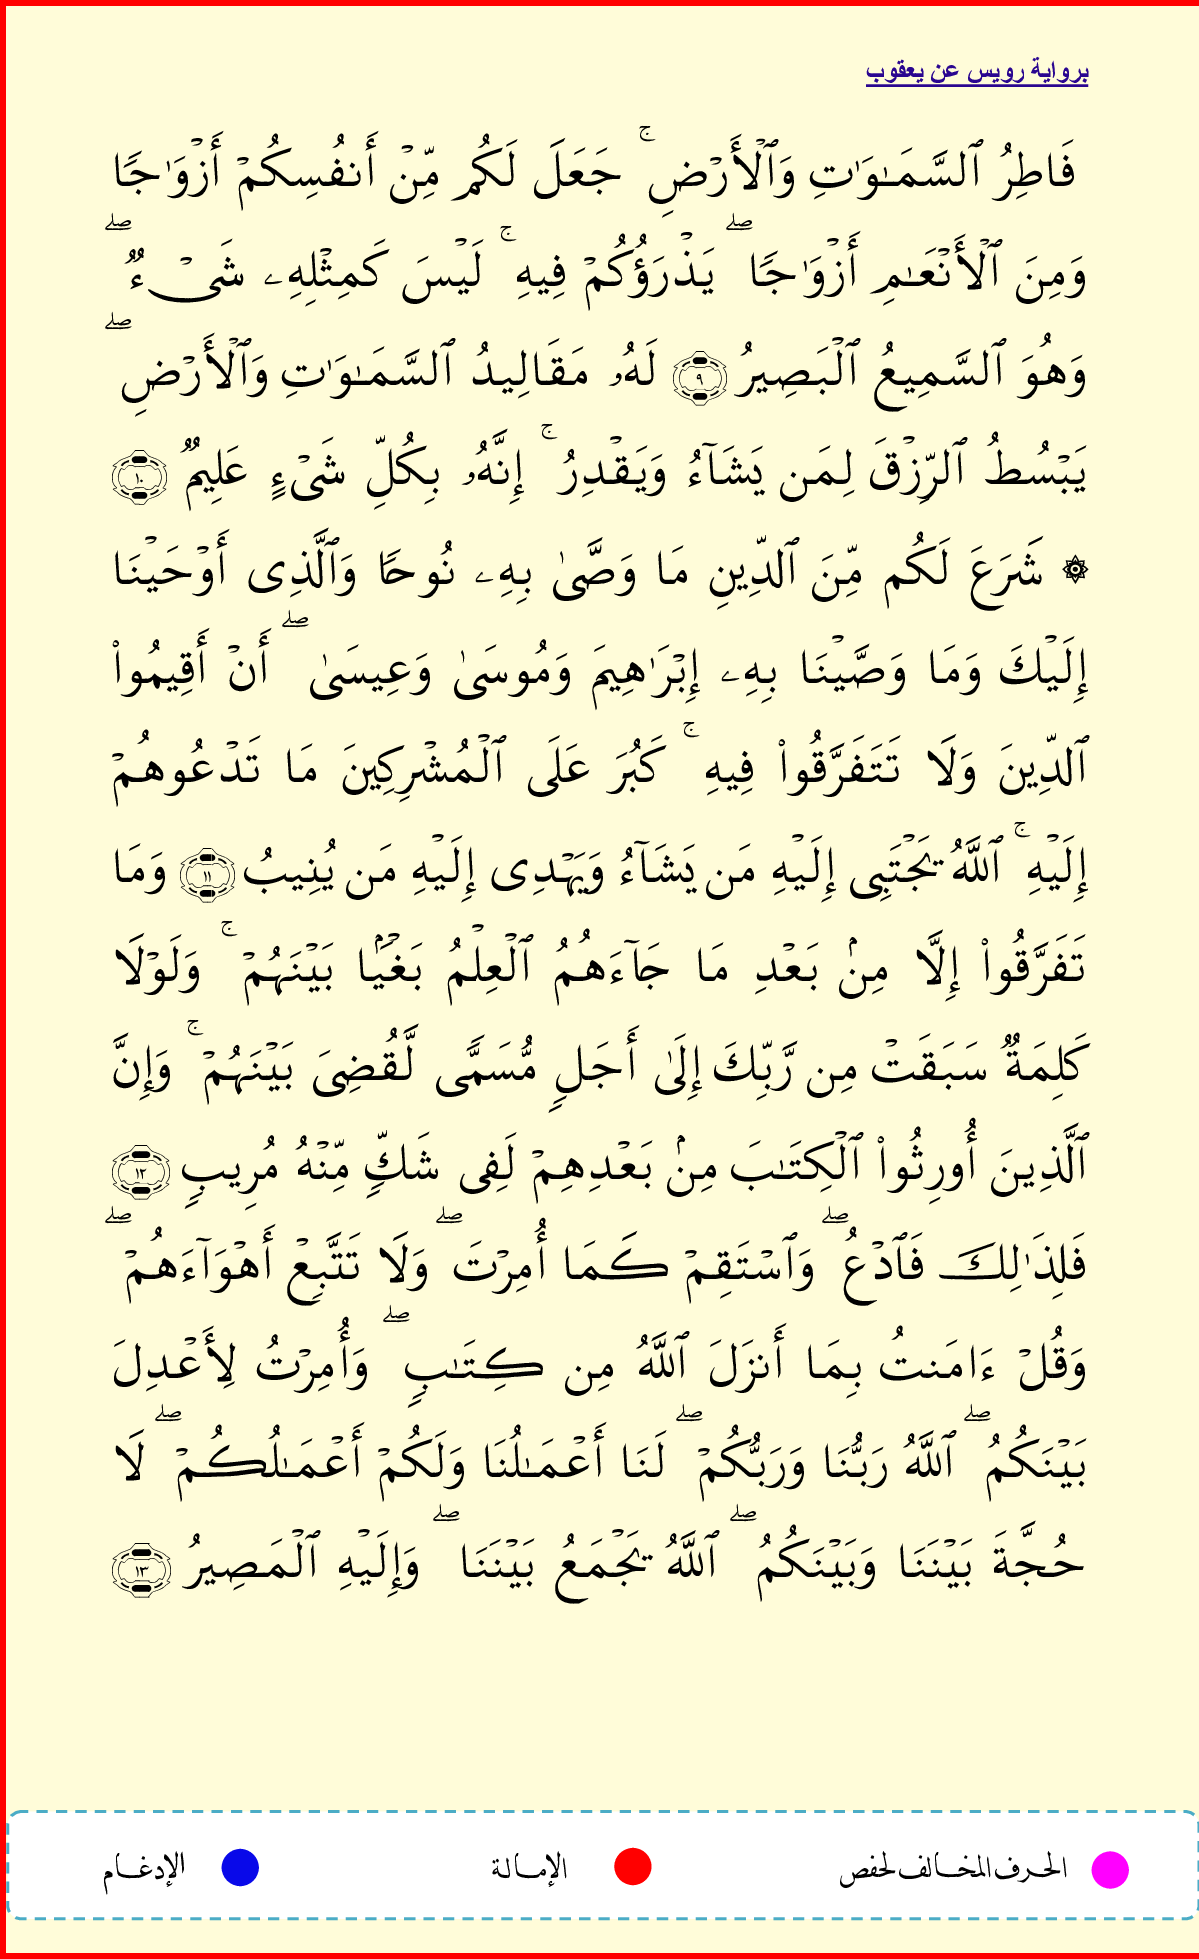 برواية رويس عن يعقوب
فَاطِرُ ٱلسَّمَـٰوَٰتِ وَٱلْأَرْضِ ۚ جَعَلَ لَكُم مِّنْ أَنفُسِكُمْ أَزْوَٰجًا
وَمِنَ ٱلْأَنْعَـٰمِ أَزْوَٰجًا ۖ يَذْرَؤُكُمْ فِيهِ ۚ لَيْسَ كَمِثْلِهِۦ شَىْءٌ ۖ
وَهُوَ ٱلسَّمِيعُ ٱلْبَصِيرُ ٩ لَهُۥ مَقَالِيدُ ٱلسَّمَـٰوَٰتِ وَٱلْأَرْضِ ۖ
يَبْسُطُ ٱلرِّزْقَ لِمَن يَشَآءُ وَيَقْدِرُ ۚ إِنَّهُۥ بِكُلِّ شَىْءٍ عَلِيمٌ ١٠
۞ شَرَعَ لَكُم مِّنَ ٱلدِّينِ مَا وَصَّىٰ بِهِۦ نُوحًا وَٱلَّذِى أَوْحَيْنَا
إِلَيْكَ وَمَا وَصَّيْنَا بِهِۦ إِبْرَٰهِيمَ وَمُوسَىٰ وَعِيسَىٰ ۖ أَنْ أَقِيمُوا۟
ٱلدِّينَ وَلَا تَتَفَرَّقُوا۟ فِيهِ ۚ كَبُرَ عَلَى ٱلْمُشْرِكِينَ مَا تَدْعُوهُمْ
إِلَيْهِ ۚ ٱللَّهُ يَجْتَبِى إِلَيْهِ مَن يَشَآءُ وَيَهْدِى إِلَيْهِ مَن يُنِيبُ ١١ وَمَا
تَفَرَّقُوا۟ إِلَّا مِنۢ بَعْدِ مَا جَآءَهُمُ ٱلْعِلْمُ بَغْيًۢا بَيْنَهُمْ ۚ وَلَوْلَا
كَلِمَةٌ سَبَقَتْ مِن رَّبِّكَ إِلَىٰ أَجَلٍ مُّسَمًّى لَّقُضِىَ بَيْنَهُمْ ۚ وَإِنَّ
ٱلَّذِينَ أُورِثُوا۟ ٱلْكِتَـٰبَ مِنۢ بَعْدِهِمْ لَفِى شَكٍّ مِّنْهُ مُرِيبٍ ١٢
فَلِذَٰلِكَ فَٱدْعُ ۖ وَٱسْتَقِمْ كَمَا أُمِرْتَ ۖ وَلَا تَتَّبِعْ أَهْوَآءَهُمْ ۖ
وَقُلْ ءَامَنتُ بِمَا أَنزَلَ ٱللَّهُ مِن كِتَـٰبٍ ۖ وَأُمِرْتُ لِأَعْدِلَ
بَيْنَكُمُ ۖ ٱللَّهُ رَبُّنَا وَرَبُّكُمْ ۖ لَنَا أَعْمَـٰلُنَا وَلَكُمْ أَعْمَـٰلُكُمْ ۖ لَا
حُجَّةَ بَيْنَنَا وَبَيْنَكُمُ ۖ ٱللَّهُ يَجْمَعُ بَيْنَنَا ۖ وَإِلَيْهِ ٱلْمَصِيرُ ١٣
الحرف المخالف لحفص الإمالة الإدغام